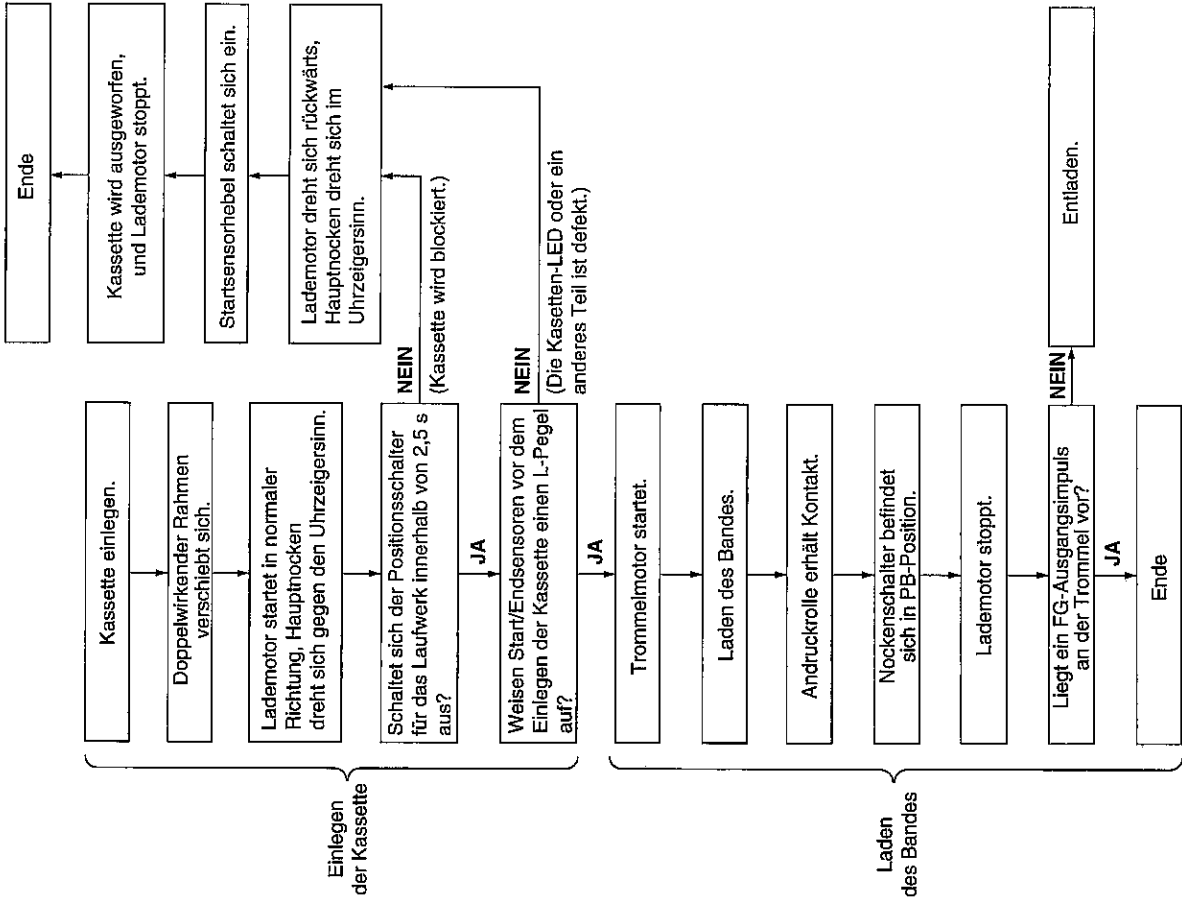 Einlegen
der Kassette
Kassette einlegen.
Doppelwirkender Rahmen
verschiebt sich.
Lademotor startet in normaler
Richtung, Hauptnocken
dreht sich gegen den Uhrzeigersinn.
Schaltet sich der Positionsschalter
für das Laufwerk innerhalb von 2,5 s
aus?
NEIN
(Kassette wird blockiert.)
JA
Weisen Start/Endsensoren vor dem
Einlegen der Kassette einen L-Pegel
auf?
NEIN
(Die Kasetten-LED oder ein
anderes Teil ist defekt.)
JA
Lademotor dreht sich rückwärts,
Hauptnocken dreht sich im
Uhrzeigersinn.
Startsensorhebel schaltet sich ein.
Kassette wird ausgeworfen,
und Lademotor stoppt.
Ende
Laden
des Bandes
Trommelmotor startet.
Laden des Bandes.
Andruckrolle erhält Kontakt.
Nockenschalter befindet
sich in PB-Position.
Lademotor stoppt.
Liegt ein FG-Ausgangsimpuls
an der Trommel vor?
NEIN
Entladen.
JA
Ende